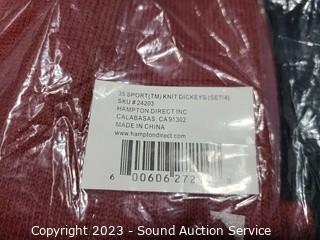 35 SPORT(TM) KNIT DICKEYS (SET/4)
SKU # 24203
HAMPTON DIRECT INC
CALABASAS, CA 91302
MADE IN CHINA
www.hamptondirect.com
6 00606 272
Copyright 2023 - Sound Auction Service